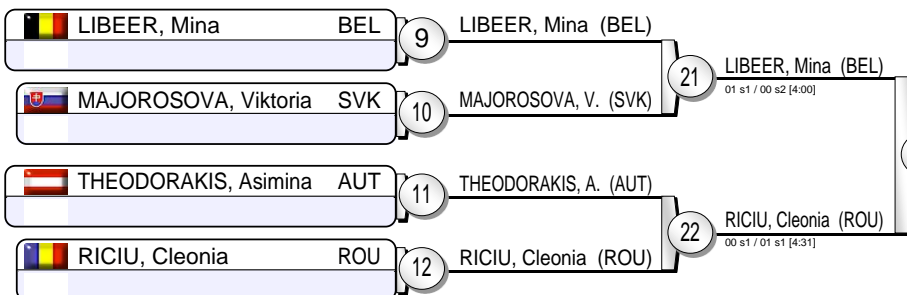 LIBEER, Mina BEL
9
LIBEER, Mina (BEL)
MAJOROSOVA, Viktoria SVK
10
MAJOROSOVA, V. (SVK)
21
LIBEER, Mina (BEL)
01 s1 / 00 s2 [4:00]
THEODORAKIS, Asimina AUT
11
THEODORAKIS, A. (AUT)
RICIU, Cleonia ROU
12
RICIU, Cleonia (ROU)
22
RICIU, Cleonia (ROU)
00 s1 / 01 s1 [4:31]